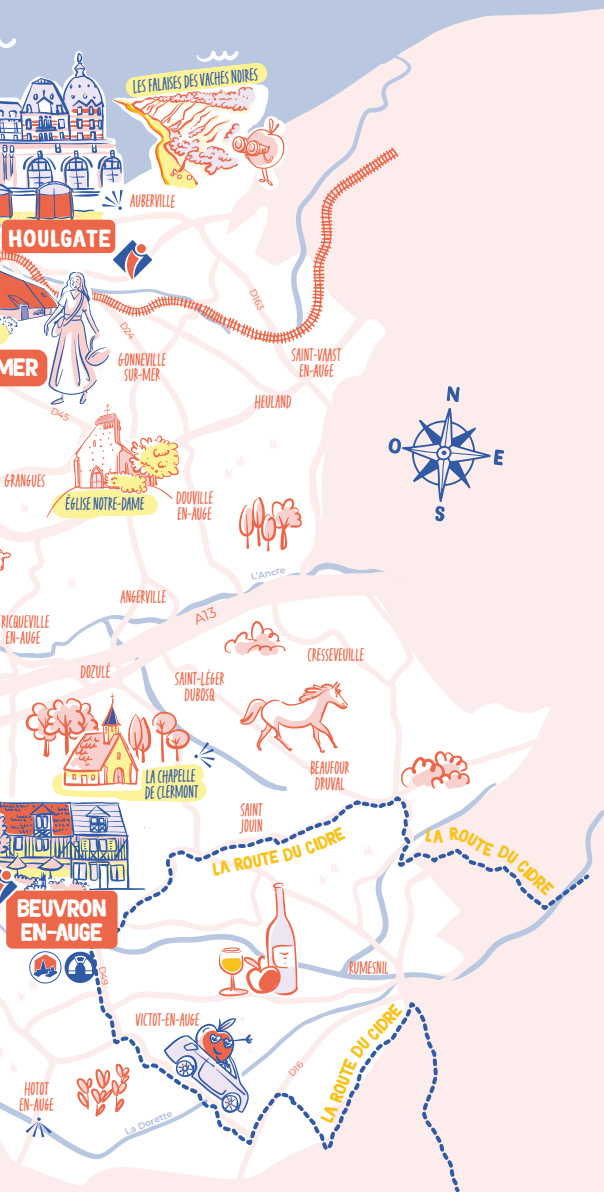 LES FALAISES DES VACHES NOIRES
AUBERVILLE
HOULGATE
D163
D24
MER
GONNEVILLE
SUR-MER
SAINT-VAAST
EN-AUGE
HEULAND
D45
N
O
E
S
GRANGUES
ÉGLISE NOTRE-DAME
DOUVILLE
EN-AUGE
L'Ancre
ANGERVILLE
A13
RICQUEVILLE
EN-AUGE
CRESSEVEUILLE
DOZULÉ
SAINT-LÉGER
DUBOSQ
LA CHAPELLE
DE CLERMONT
BEAUFOUR
DRUVAL
SAINT
JOUIN
LA ROUTE DU CIDRE
LA ROUTE DU CIDRE
BEUVRON
EN-AUGE
D49
RUMESNIL
VICTOT-EN-AUGE
LA ROUTE DU CIDRE
D16
HOTOT
EN-AUGE
La Dorette